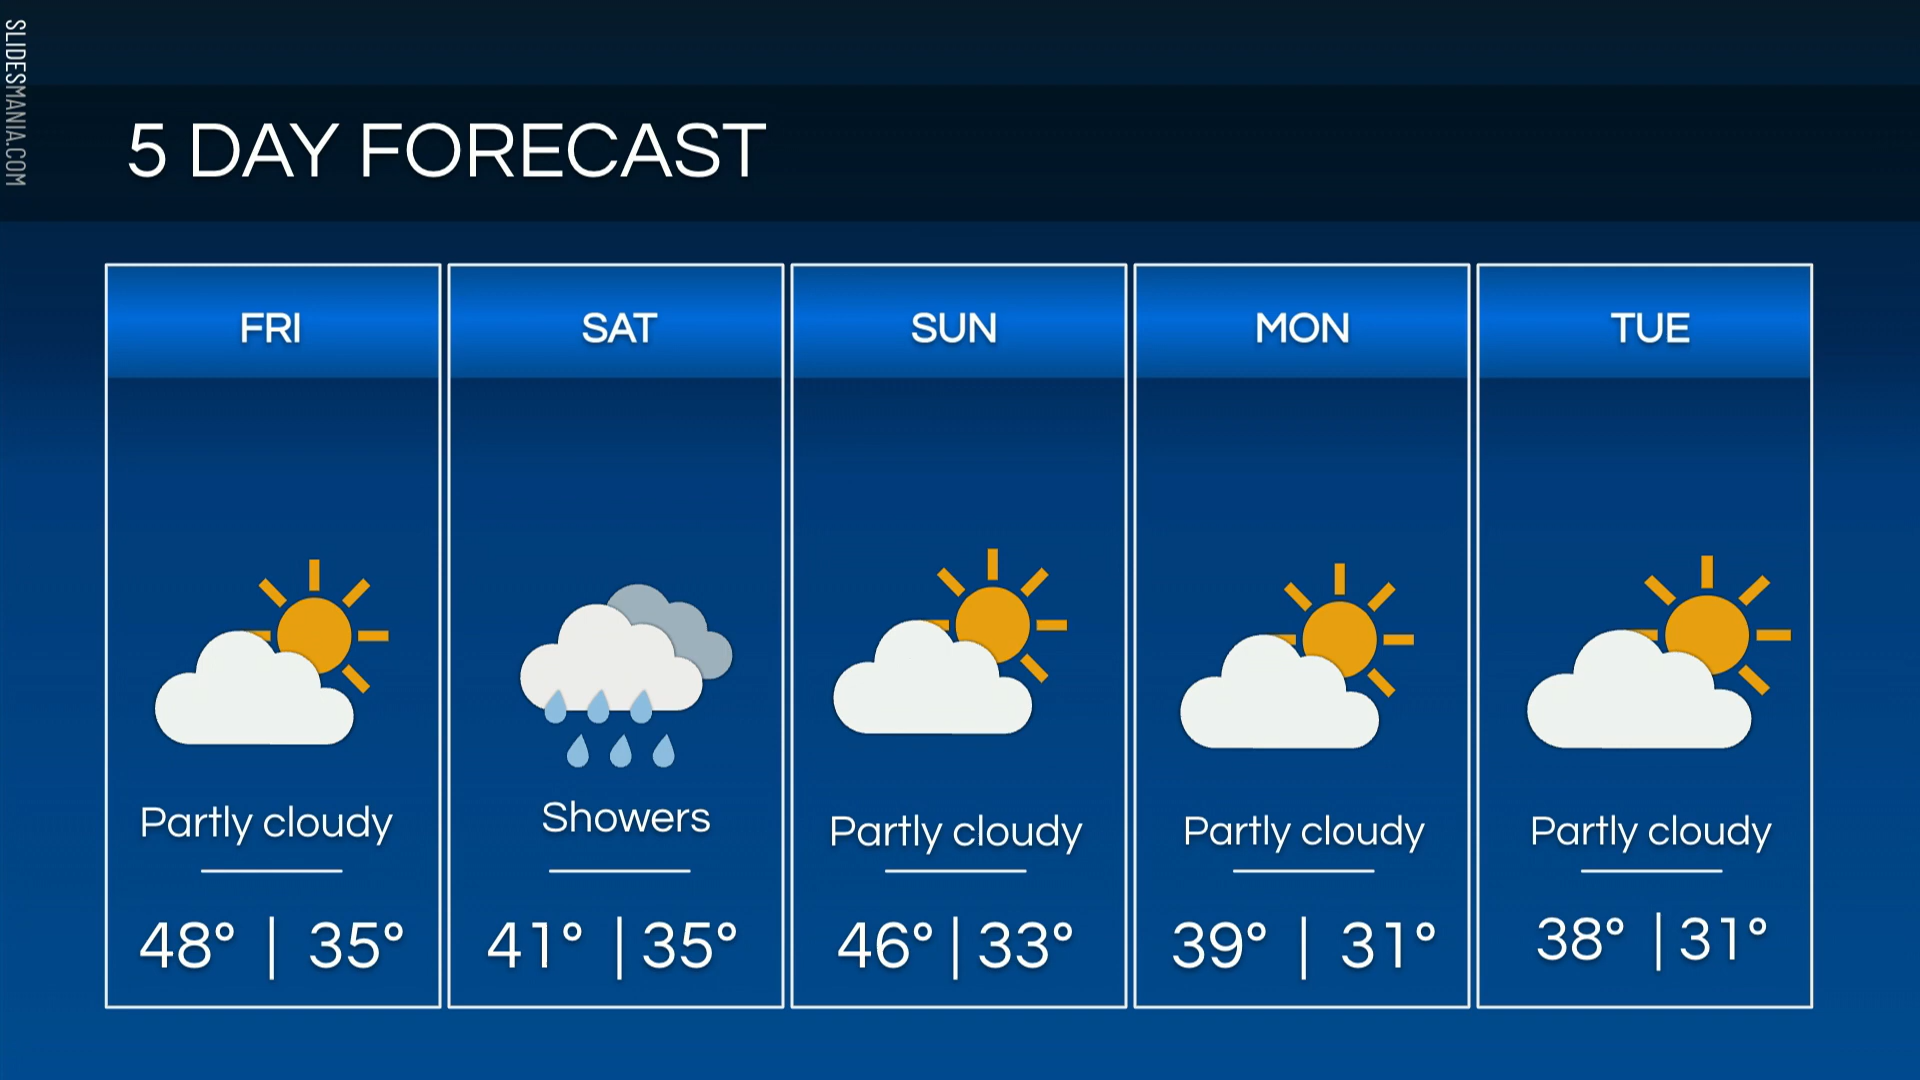 SLIDESMANIA.COM
5 DAY FORECAST
FRI
Partly cloudy
48° | 35°
SAT
Showers
41° | 35°
SUN
Partly cloudy
46° | 33°
MON
Partly cloudy
39° | 31°
TUE
Partly cloudy
38° | 31°